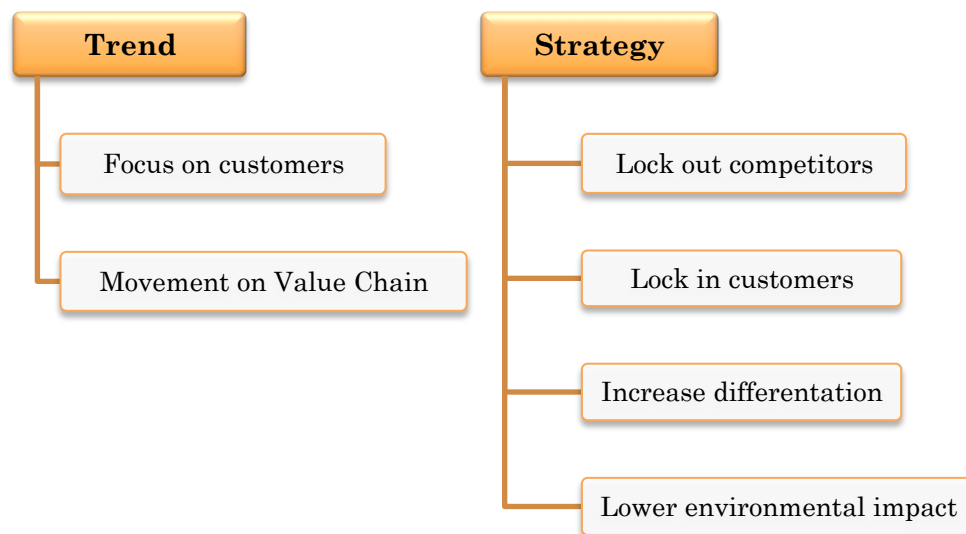 Trend
Focus on customers
Movement on Value Chain
Strategy
Lock out competitors
Lock in customers
Increase differentation
Lower environmental impact